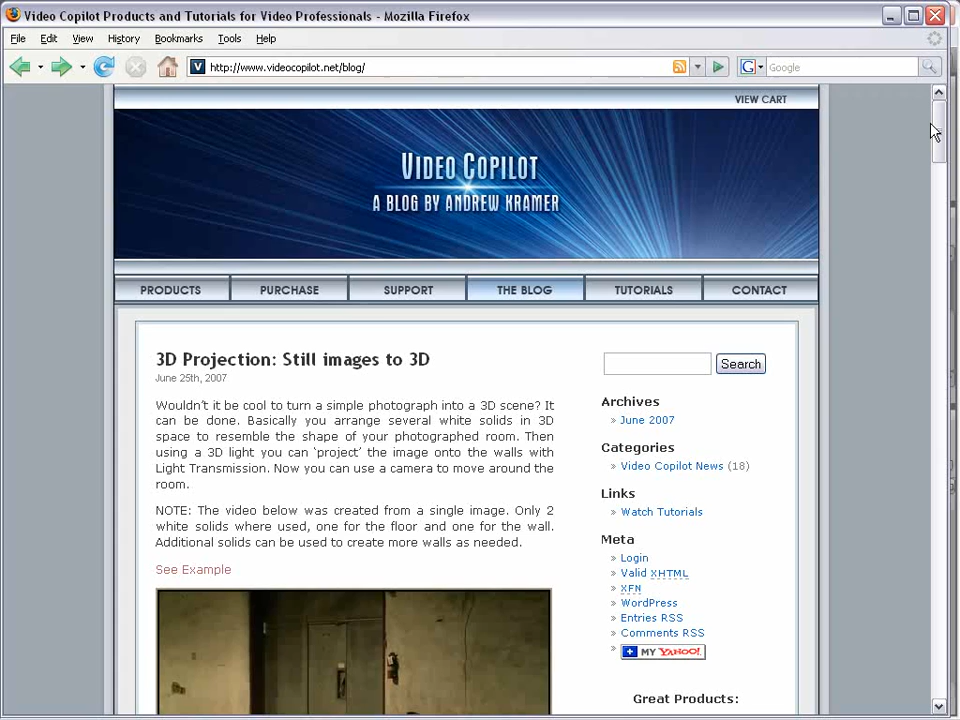 Video Copilot Products and Tutorials for Video Professionals - Mozilla Firefox
File Edit View History Bookmarks Tools Help
V http://www.videocopilot.net/blog/ G Google
VIEW CART
VIDEO COPILOT
A BLOG BY ANDREW KRAMER
PRODUCTS PURCHASE SUPPORT THE BLOG TUTORIALS CONTACT
3D Projection: Still images to 3D
June 25th, 2007
Wouldn't it be cool to turn a simple photograph into a 3D scene? It
can be done. Basically you arrange several white solids in 3D
space to resemble the shape of your photographed room. Then
using a 3D light you can ‘project’ the image onto the walls with
Light Transmission. Now you can use a camera to move around the
room.
NOTE: The video below was created from a single image. Only 2
white solids where used, one for the floor and one for the wall.
Additional solids can be used to create more walls as needed.
See Example
Search
Archives
» June 2007
Categories
» Video Copilot News (18)
Links
» Watch Tutorials
Meta
» Login
» Valid XHTML
» XFN
» WordPress
» Entries RSS
» Comments RSS
» + MY YAHOO!
Great Products: